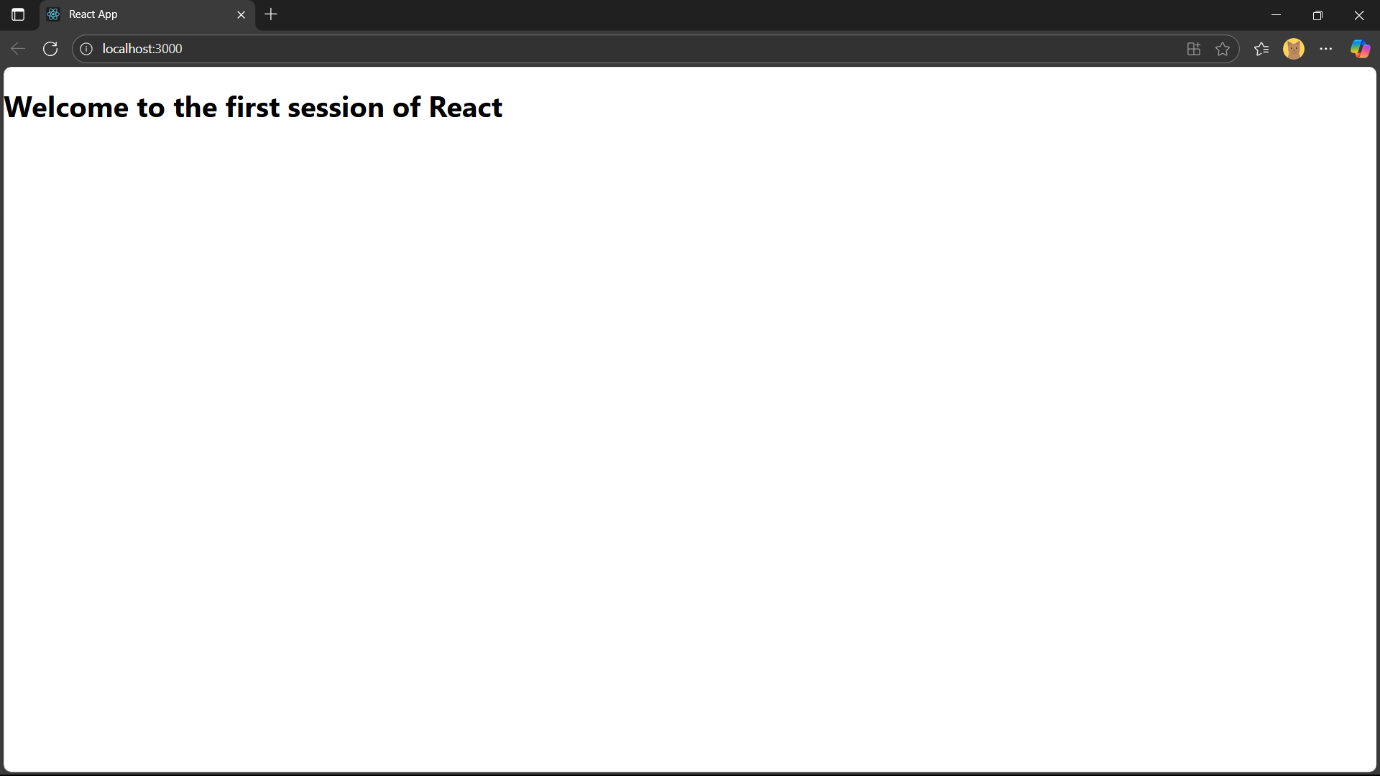 React App
localhost:3000
Welcome to the first session of React